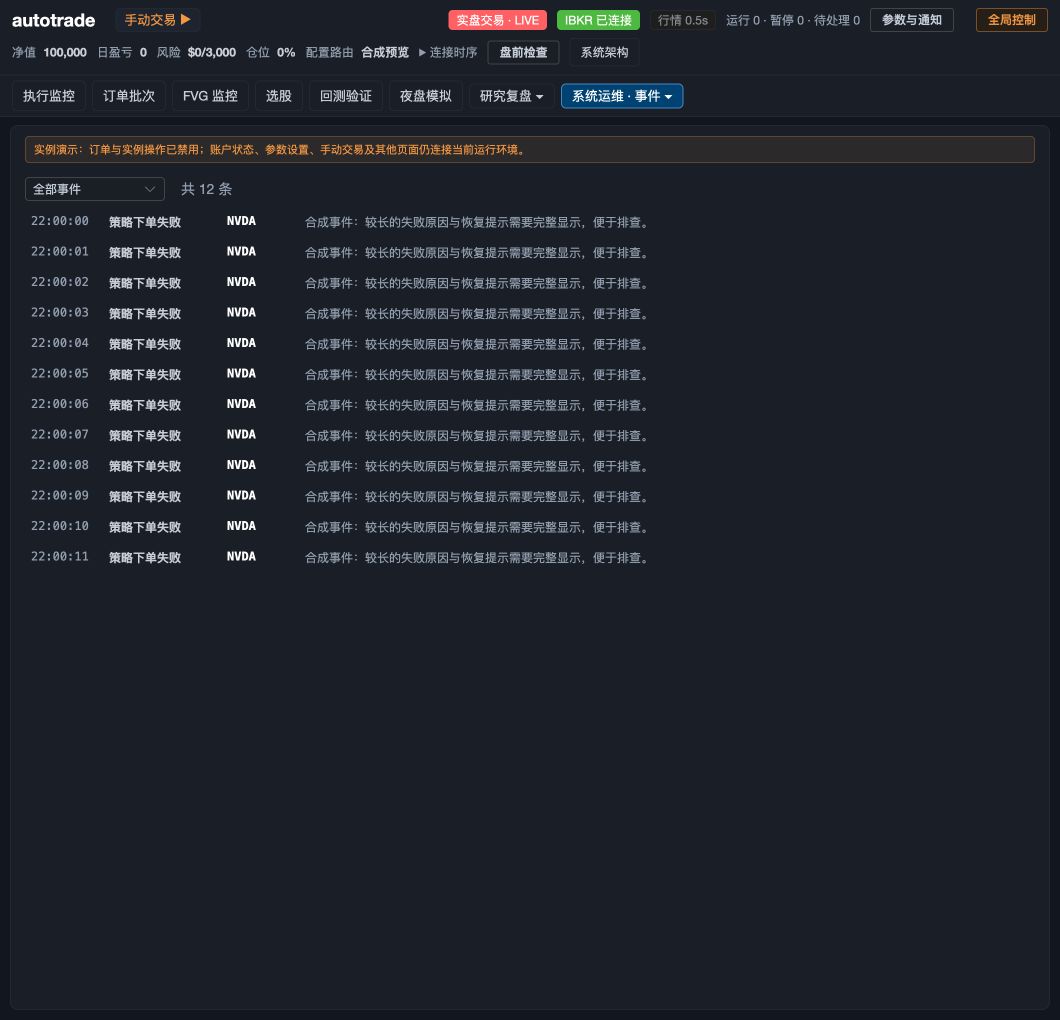 autotrade 手动交易 ▶ 实盘交易 · LIVE IBKR 已连接 行情 0.5s 运行 0 · 暂停 0 · 待处理 0 参数与通知 全局控制
净值 100,000 日盈亏 0 风险 $0/3,000 仓位 0% 配置路由 合成预览 ▶ 连接时序 盘前检查 系统架构
执行监控 订单批次 FVG 监控 选股 回测验证 夜盘模拟 研究复盘 系统运维 · 事件
实例演示：订单与实例操作已禁用；账户状态、参数设置、手动交易及其他页面仍连接当前运行环境。
全部事件 共 12 条
22:00:00 策略下单失败 NVDA 合成事件：较长的失败原因与恢复提示需要完整显示，便于排查。
22:00:01 策略下单失败 NVDA 合成事件：较长的失败原因与恢复提示需要完整显示，便于排查。
22:00:02 策略下单失败 NVDA 合成事件：较长的失败原因与恢复提示需要完整显示，便于排查。
22:00:03 策略下单失败 NVDA 合成事件：较长的失败原因与恢复提示需要完整显示，便于排查。
22:00:04 策略下单失败 NVDA 合成事件：较长的失败原因与恢复提示需要完整显示，便于排查。
22:00:05 策略下单失败 NVDA 合成事件：较长的失败原因与恢复提示需要完整显示，便于排查。
22:00:06 策略下单失败 NVDA 合成事件：较长的失败原因与恢复提示需要完整显示，便于排查。
22:00:07 策略下单失败 NVDA 合成事件：较长的失败原因与恢复提示需要完整显示，便于排查。
22:00:08 策略下单失败 NVDA 合成事件：较长的失败原因与恢复提示需要完整显示，便于排查。
22:00:09 策略下单失败 NVDA 合成事件：较长的失败原因与恢复提示需要完整显示，便于排查。
22:00:10 策略下单失败 NVDA 合成事件：较长的失败原因与恢复提示需要完整显示，便于排查。
22:00:11 策略下单失败 NVDA 合成事件：较长的失败原因与恢复提示需要完整显示，便于排查。